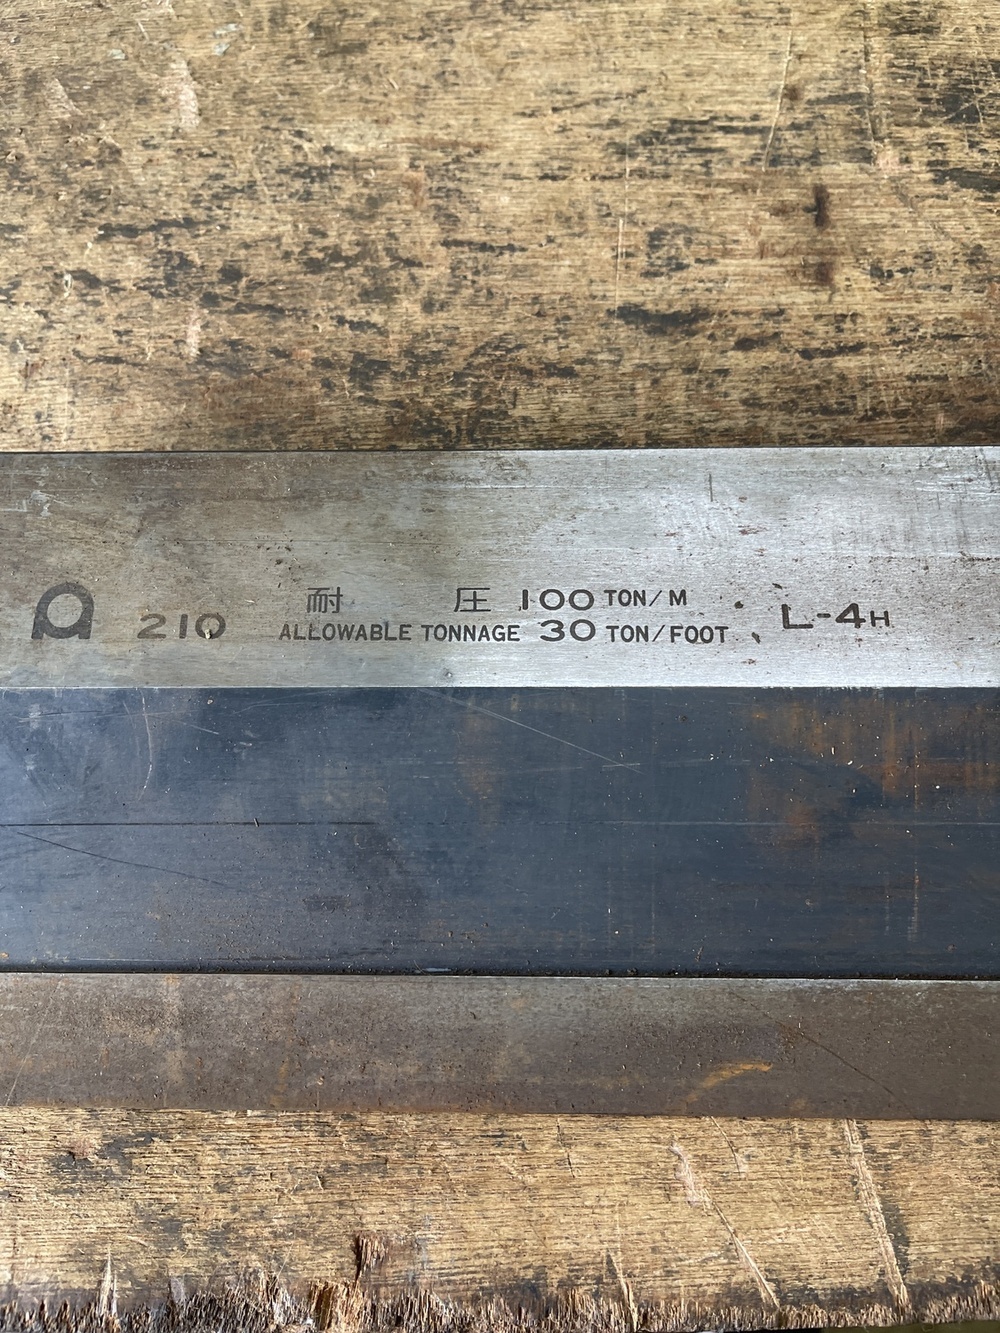 a 210 耐 圧 100 TON/M L-4H
ALLOWABLE TONNAGE 30 TON/FOOT